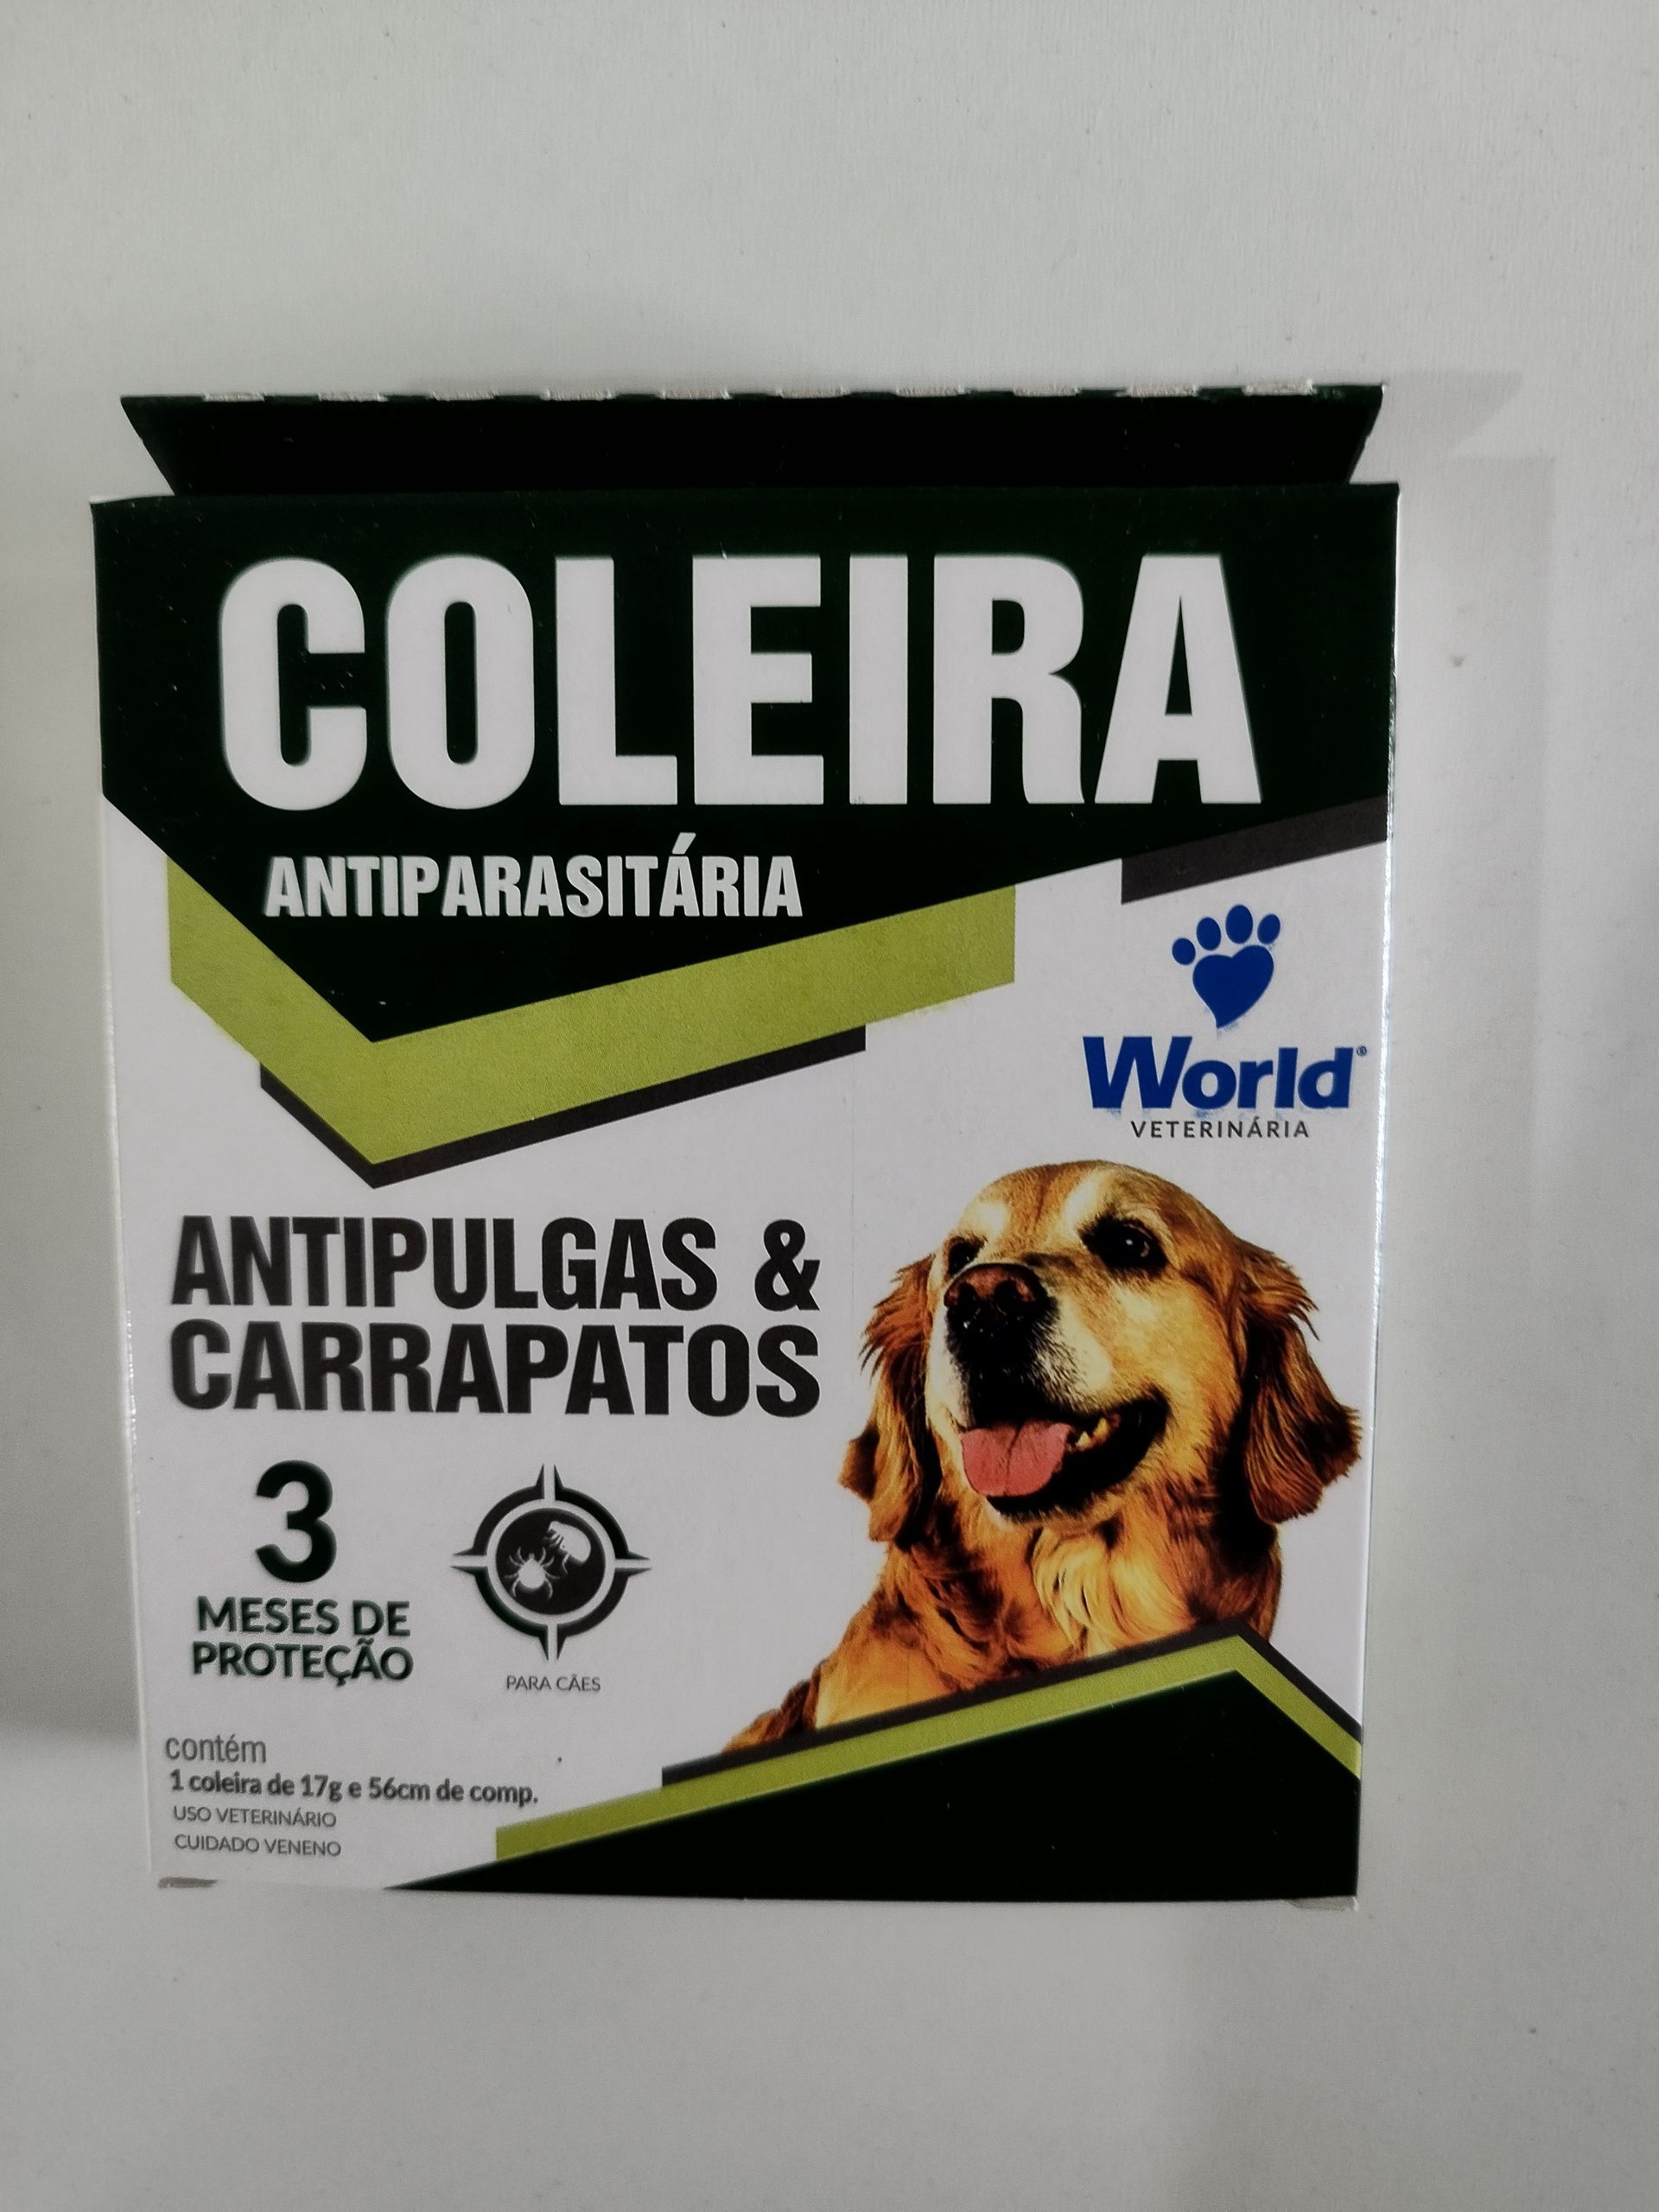 COLEIRA
ANTIPARASITÁRIA
World®
VETERINÁRIA
ANTIPULGAS &
CARRAPATOS
3
MESES DE
PROTEÇÃO
PARA CÃES
contém
1 coleira de 17g e 56cm de comp.
USO VETERINÁRIO
CUIDADO VENENO